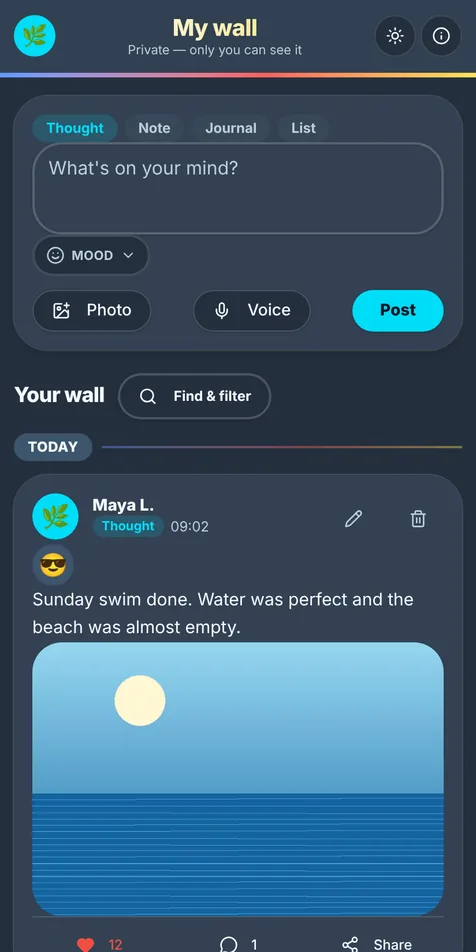 My wall
Private — only you can see it
Thought Note Journal List
What's on your mind?
MOOD
Photo Voice Post
Your wall Find & filter
TODAY
Maya L.
Thought 09:02
Sunday swim done. Water was perfect and the
beach was almost empty.
12 1 Share